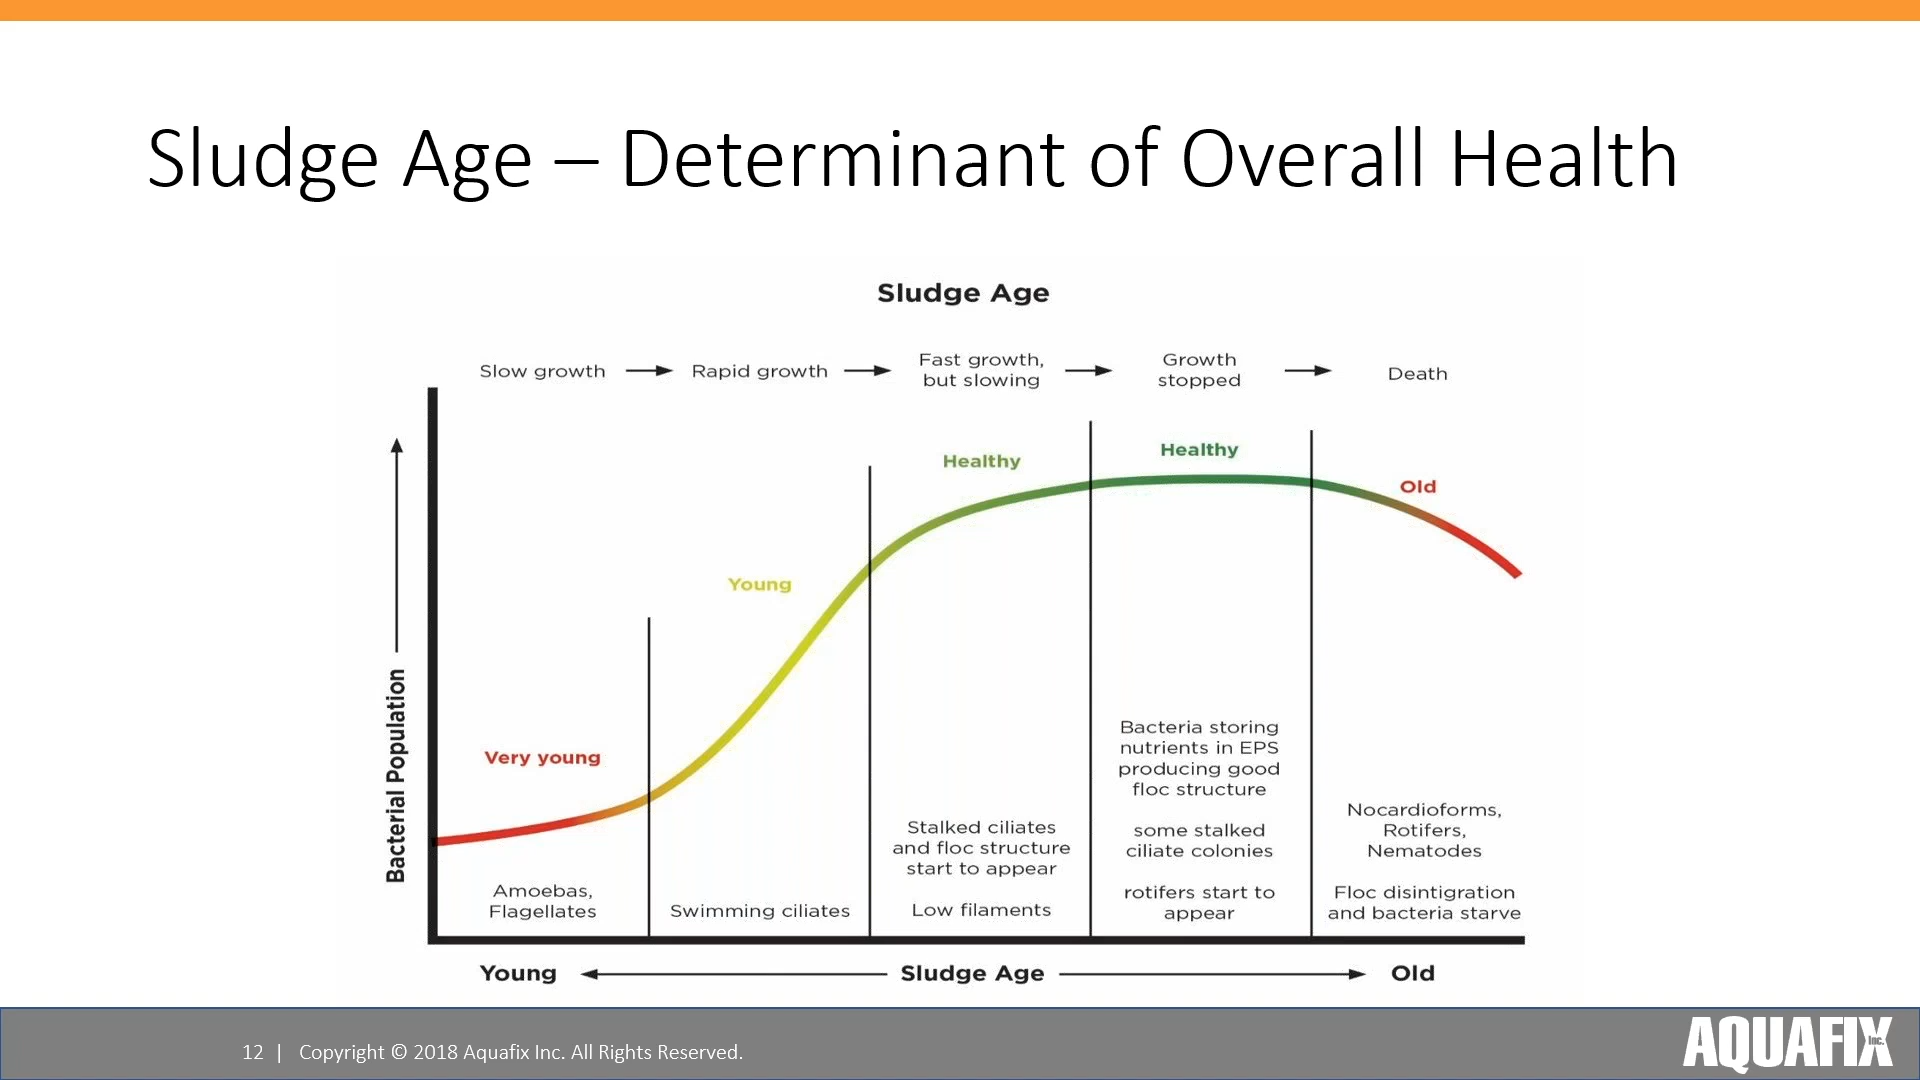 Sludge Age – Determinant of Overall Health
Sludge Age
Slow growth
Rapid growth
Fast growth,
but slowing
Growth
stopped
Death
Healthy
Healthy
Old
Young
Very young
Bacterial Population
Amoebas,
Flagellates
Swimming ciliates
Stalked ciliates
and floc structure
start to appear
Low filaments
Bacteria storing
nutrients in EPS
producing good
floc structure
some stalked
ciliate colonies
rotifers start to
appear
Nocardioforms,
Rotifers,
Nematodes
Floc disintigration
and bacteria starve
Young
Sludge Age
Old
12 | Copyright © 2018 Aquafix Inc. All Rights Reserved.
AQUAFIX Inc.